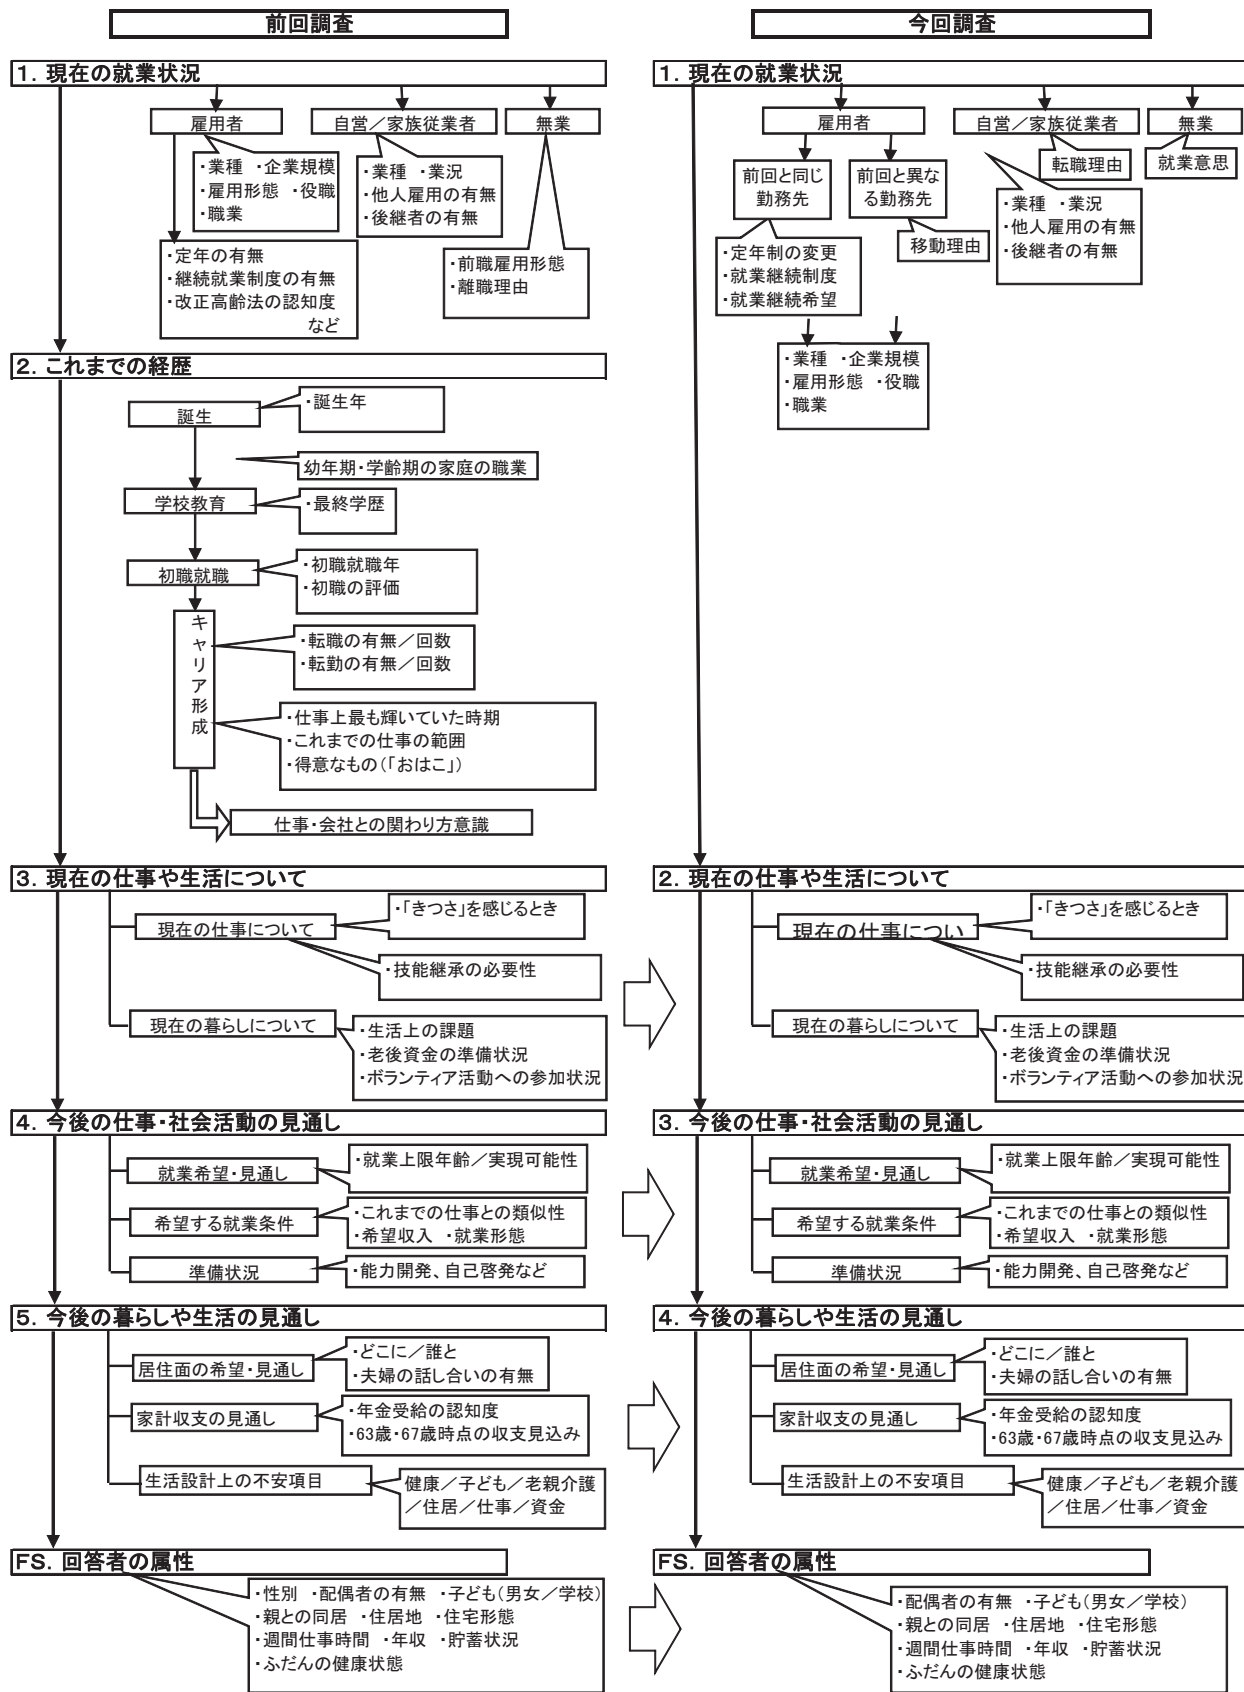 前回調査
1．現在の就業状況
雇用者
自営／家族従業者
無業
・業種　・企業規模
・雇用形態　・役職
・職業
・業種　・業況
・他人雇用の有無
・後継者の有無
・定年の有無
・継続就業制度の有無
・改正高齢法の認知度
など
・前職雇用形態
・離職理由
2．これまでの経歴
誕生
・誕生年
幼年期・学齢期の家庭の職業
学校教育
・最終学歴
初職就職
・初職就職年
・初職の評価
キャリア形成
・転職の有無／回数
・転勤の有無／回数
・仕事上最も輝いていた時期
・これまでの仕事の範囲
・得意なもの（「おはこ」）
仕事・会社との関わり方意識
3．現在の仕事や生活について
現在の仕事について
・「きつさ」を感じるとき
・技能継承の必要性
現在の暮らしについて
・生活上の課題
・老後資金の準備状況
・ボランティア活動への参加状況
4．今後の仕事・社会活動の見通し
就業希望・見通し
・就業上限年齢／実現可能性
希望する就業条件
・これまでの仕事との類似性
・希望収入　・就業形態
準備状況
・能力開発、自己啓発など
5．今後の暮らしや生活の見通し
居住面の希望・見通し
・どこに／誰と
・夫婦の話し合いの有無
家計収支の見通し
・年金受給の認知度
・63歳・67歳時点の収支見込み
生活設計上の不安項目
健康／子ども／老親介護
／住居／仕事／資金
FS．回答者の属性
・性別　・配偶者の有無　・子ども（男女／学校）
・親との同居　・住居地　・住宅形態
・週間仕事時間　・年収　・貯蓄状況
・ふだんの健康状態
今回調査
1．現在の就業状況
雇用者
自営／家族従業者
無業
前回と同じ
勤務先
前回と異な
る勤務先
転職理由
就業意思
・業種　・業況
・他人雇用の有無
・後継者の有無
移動理由
・定年制の変更
・就業継続制度
・就業継続希望
・業種　・企業規模
・雇用形態　・役職
・職業
2．現在の仕事や生活について
現在の仕事につい
・「きつさ」を感じるとき
・技能継承の必要性
現在の暮らしについて
・生活上の課題
・老後資金の準備状況
・ボランティア活動への参加状況
3．今後の仕事・社会活動の見通し
就業希望・見通し
・就業上限年齢／実現可能性
希望する就業条件
・これまでの仕事との類似性
・希望収入　・就業形態
準備状況
・能力開発、自己啓発など
4．今後の暮らしや生活の見通し
居住面の希望・見通し
・どこに／誰と
・夫婦の話し合いの有無
家計収支の見通し
・年金受給の認知度
・63歳・67歳時点の収支見込み
生活設計上の不安項目
健康／子ども／老親介護
／住居／仕事／資金
FS．回答者の属性
・配偶者の有無　・子ども（男女／学校）
・親との同居　・住居地　・住宅形態
・週間仕事時間　・年収　・貯蓄状況
・ふだんの健康状態